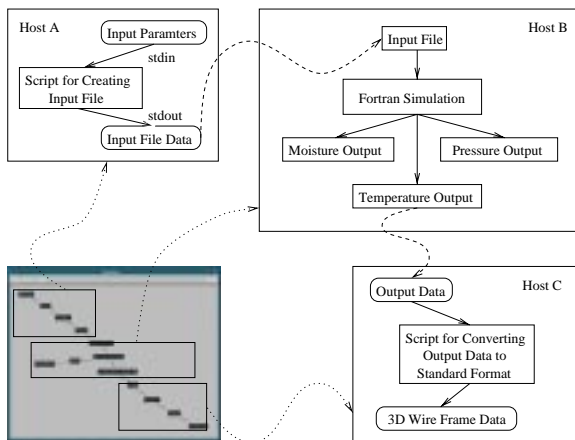 Host A
Input Paramters
stdin
Script for Creating
Input File
stdout
Input File Data
Host B
Input File
Fortran Simulation
Moisture Output
Pressure Output
Temperature Output
Host C
Output Data
Script for Converting
Output Data to
Standard Format
3D Wire Frame Data